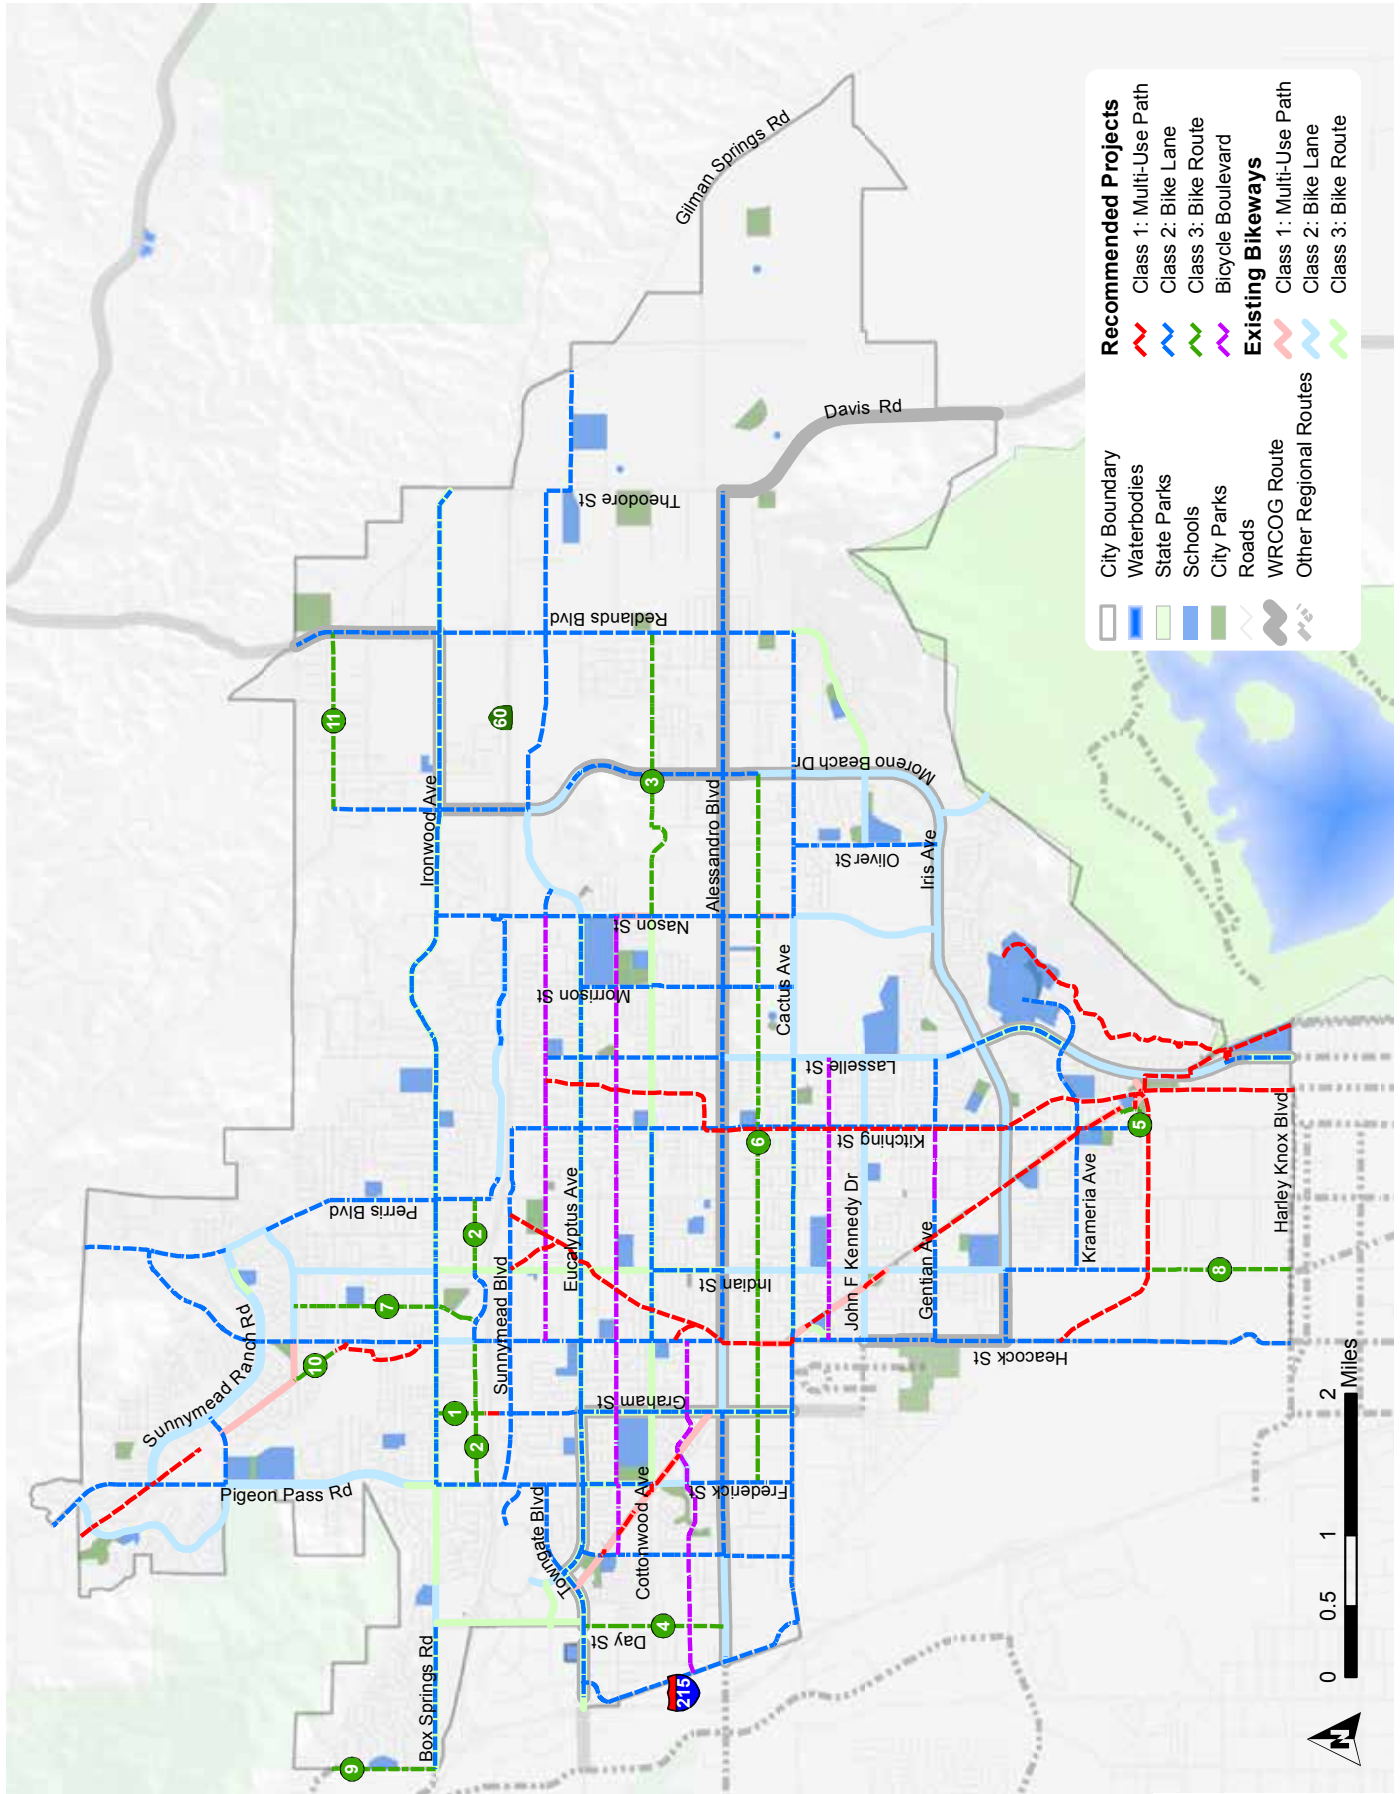 Gilman Springs Rd
Davis Rd
Theodore St
Redlands Blvd
Moreno Beach Dr
Ironwood Ave
Alessandro Blvd
Oliver St
Iris Ave
Nason St
Morrison St
Cactus Ave
Lasselle St
Kitching St
Perris Blvd
Eucalyptus Ave
Sunnymead Blvd
Indian St
John F Kennedy Dr
Gentian Ave
Krameria Ave
Harley Knox Blvd
Heacock St
Sunnymead Ranch Rd
Graham St
Pigeon Pass Rd
Frederick St
Cottonwood Ave
Towngate Blvd
Day St
Box Springs Rd
60
215
11
3
6
5
2
7
8
10
1
2
4
9
City Boundary
Waterbodies
State Parks
Schools
City Parks
Roads
WRCOG Route
Other Regional Routes
Recommended Projects
Class 1: Multi-Use Path
Class 2: Bike Lane
Class 3: Bike Route
Bicycle Boulevard
Existing Bikeways
Class 1: Multi-Use Path
Class 2: Bike Lane
Class 3: Bike Route
0 0.5 1 2
Miles
N